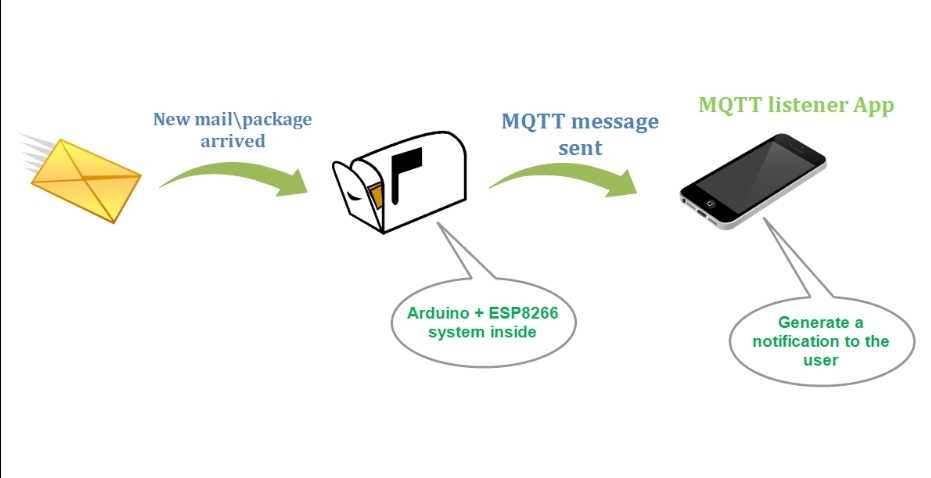 New mail\package
arrived
MQTT message
sent
MQTT listener App
Arduino + ESP8266
system inside
Generate a
notification to the
user